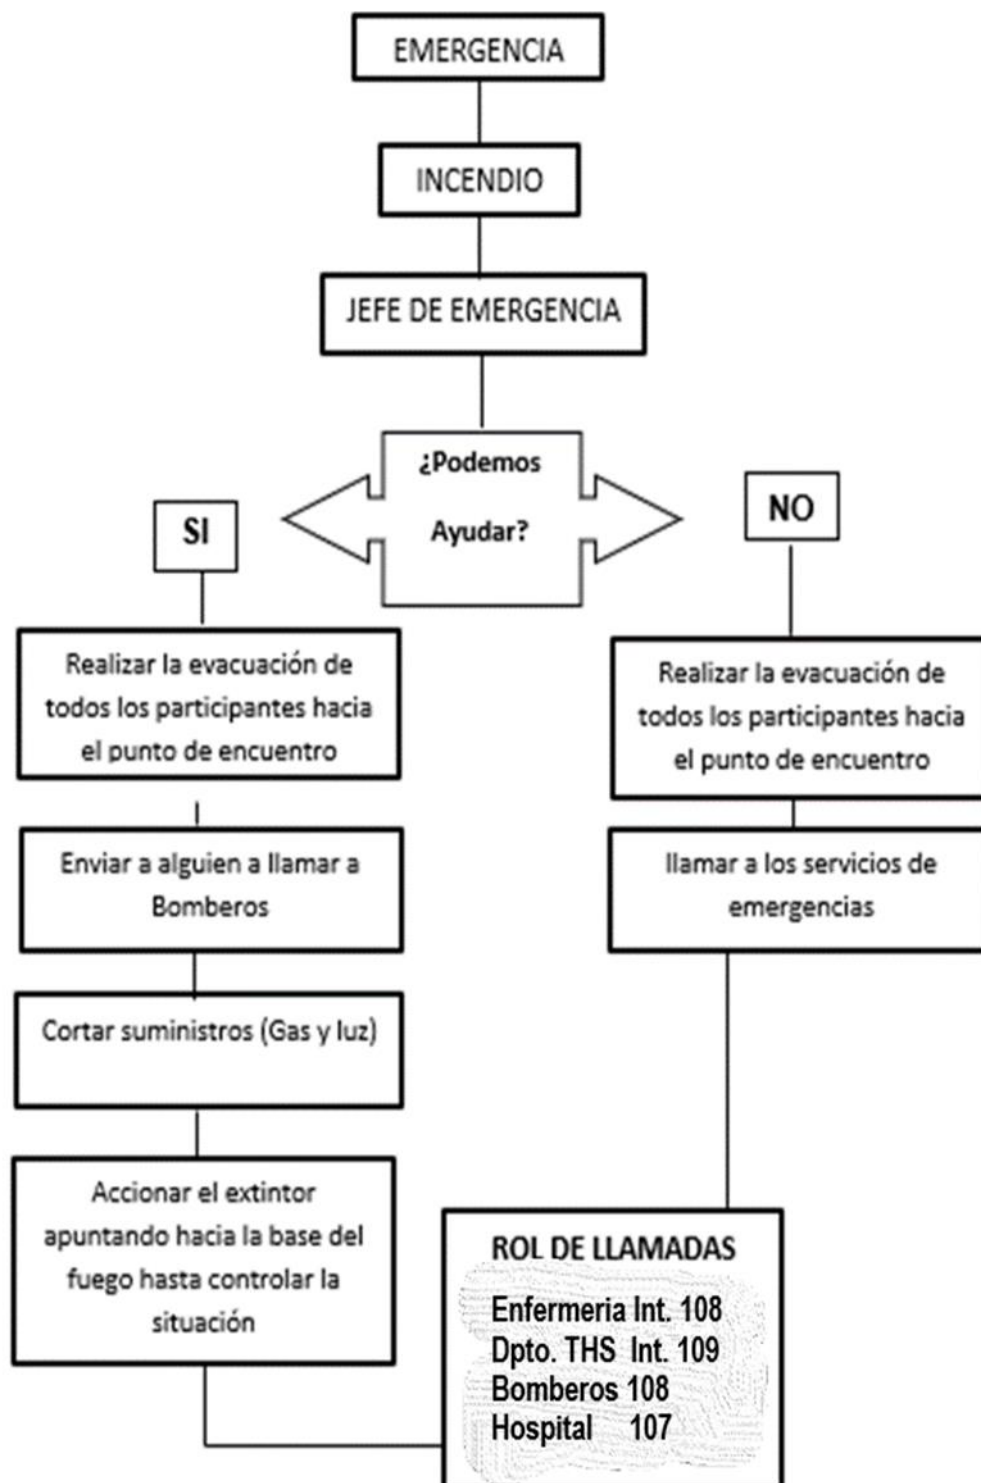 EMERGENCIA
INCENDIO
JEFE DE EMERGENCIA
¿Podemos
Ayudar?
SI
NO
Realizar la evacuación de
todos los participantes hacia
el punto de encuentro
Enviar a alguien a llamar a
Bomberos
Cortar suministros (Gas y luz)
Accionar el extintor
apuntando hacia la base del
fuego hasta controlar la
situación
Realizar la evacuación de
todos los participantes hacia
el punto de encuentro
llamar a los servicios de
emergencias
ROL DE LLAMADAS
Enfermeria Int. 108
Dpto. THS Int. 109
Bomberos 108
Hospital 107